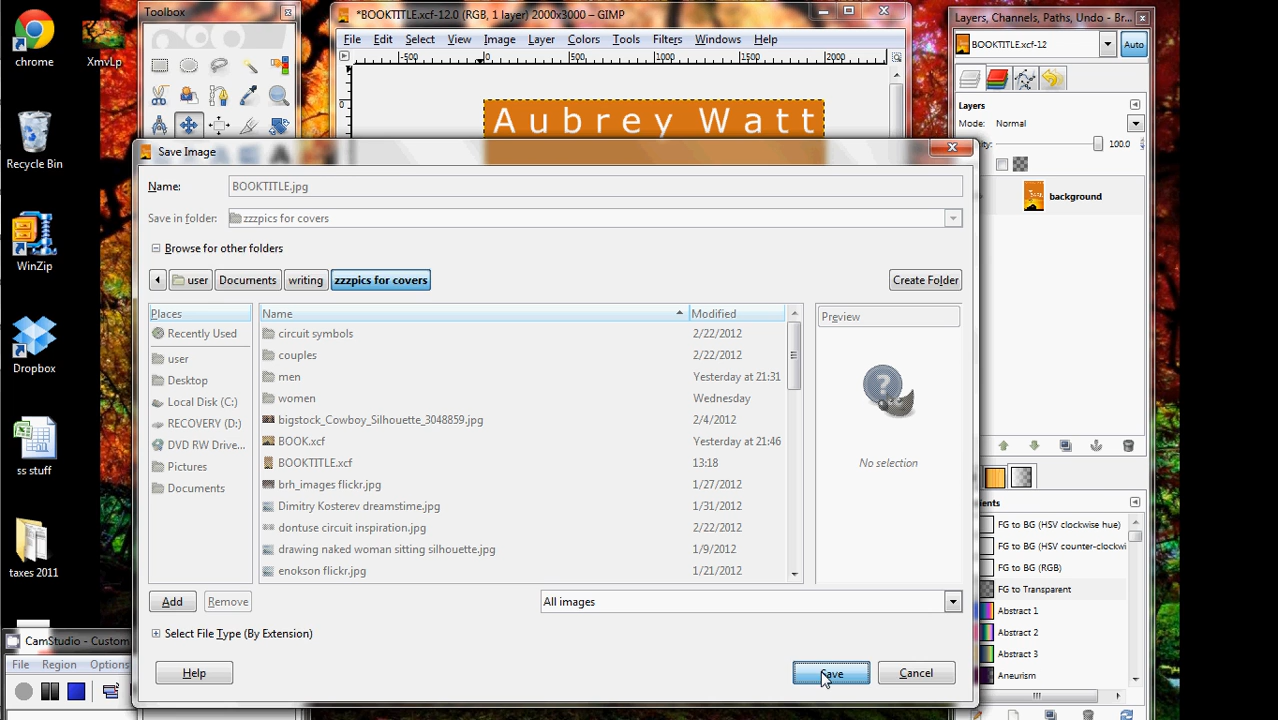 chrome
XmvLp
Recycle Bin
WinZip
Dropbox
ss stuff
taxes 2011
Toolbox
*BOOKTITLE.xcf-12.0 (RGB, 1 layer) 2000x3000 – GIMP
File Edit Select View Image Layer Colors Tools Filters Windows Help
-500 0 500 1000 1500 2000
0
Aubrey Watt
Layers, Channels, Paths, Undo - Br...
BOOKTITLE.xcf-12
Auto
Layers
Mode: Normal
100.0
background
Save Image
Name: BOOKTITLE.jpg
Save in folder: zzzpics for covers
Browse for other folders
user Documents writing zzzpics for covers Create Folder
Places
Recently Used
user
Desktop
Local Disk (C:)
RECOVERY (D:)
DVD RW Drive...
Pictures
Documents
Name Modified
circuit symbols 2/22/2012
couples 2/22/2012
men Yesterday at 21:31
women Wednesday
bigstock_Cowboy_Silhouette_3048859.jpg 2/4/2012
BOOK.xcf Yesterday at 21:46
BOOKTITLE.xcf 13:18
brh_images flickr.jpg 1/27/2012
Dimitry Kosterev dreamstime.jpg 1/31/2012
dontuse circuit inspiration.jpg 2/22/2012
drawing naked woman sitting silhouette.jpg 1/9/2012
enokson flickr.jpg 1/21/2012
Preview
No selection
Add Remove
All images
Select File Type (By Extension)
Help Save Cancel
FG to BG (HSV clockwise hue)
FG to BG (HSV counter-clockwi
FG to BG (RGB)
FG to Transparent
Abstract 1
Abstract 2
Abstract 3
Aneurism
CamStudio - Custom
File Region Options